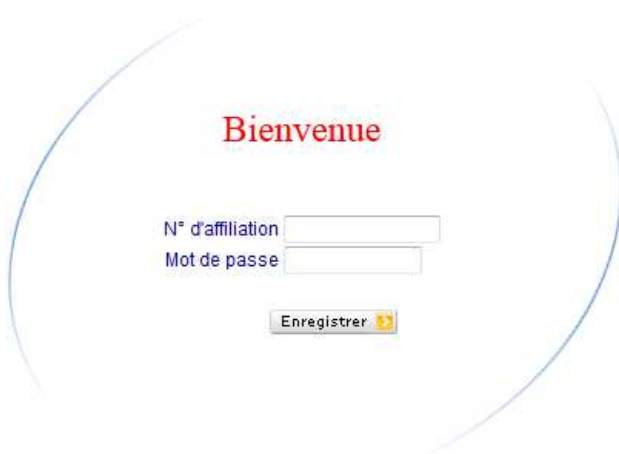 Bienvenue
N° d'affiliation
Mot de passe
Enregistrer